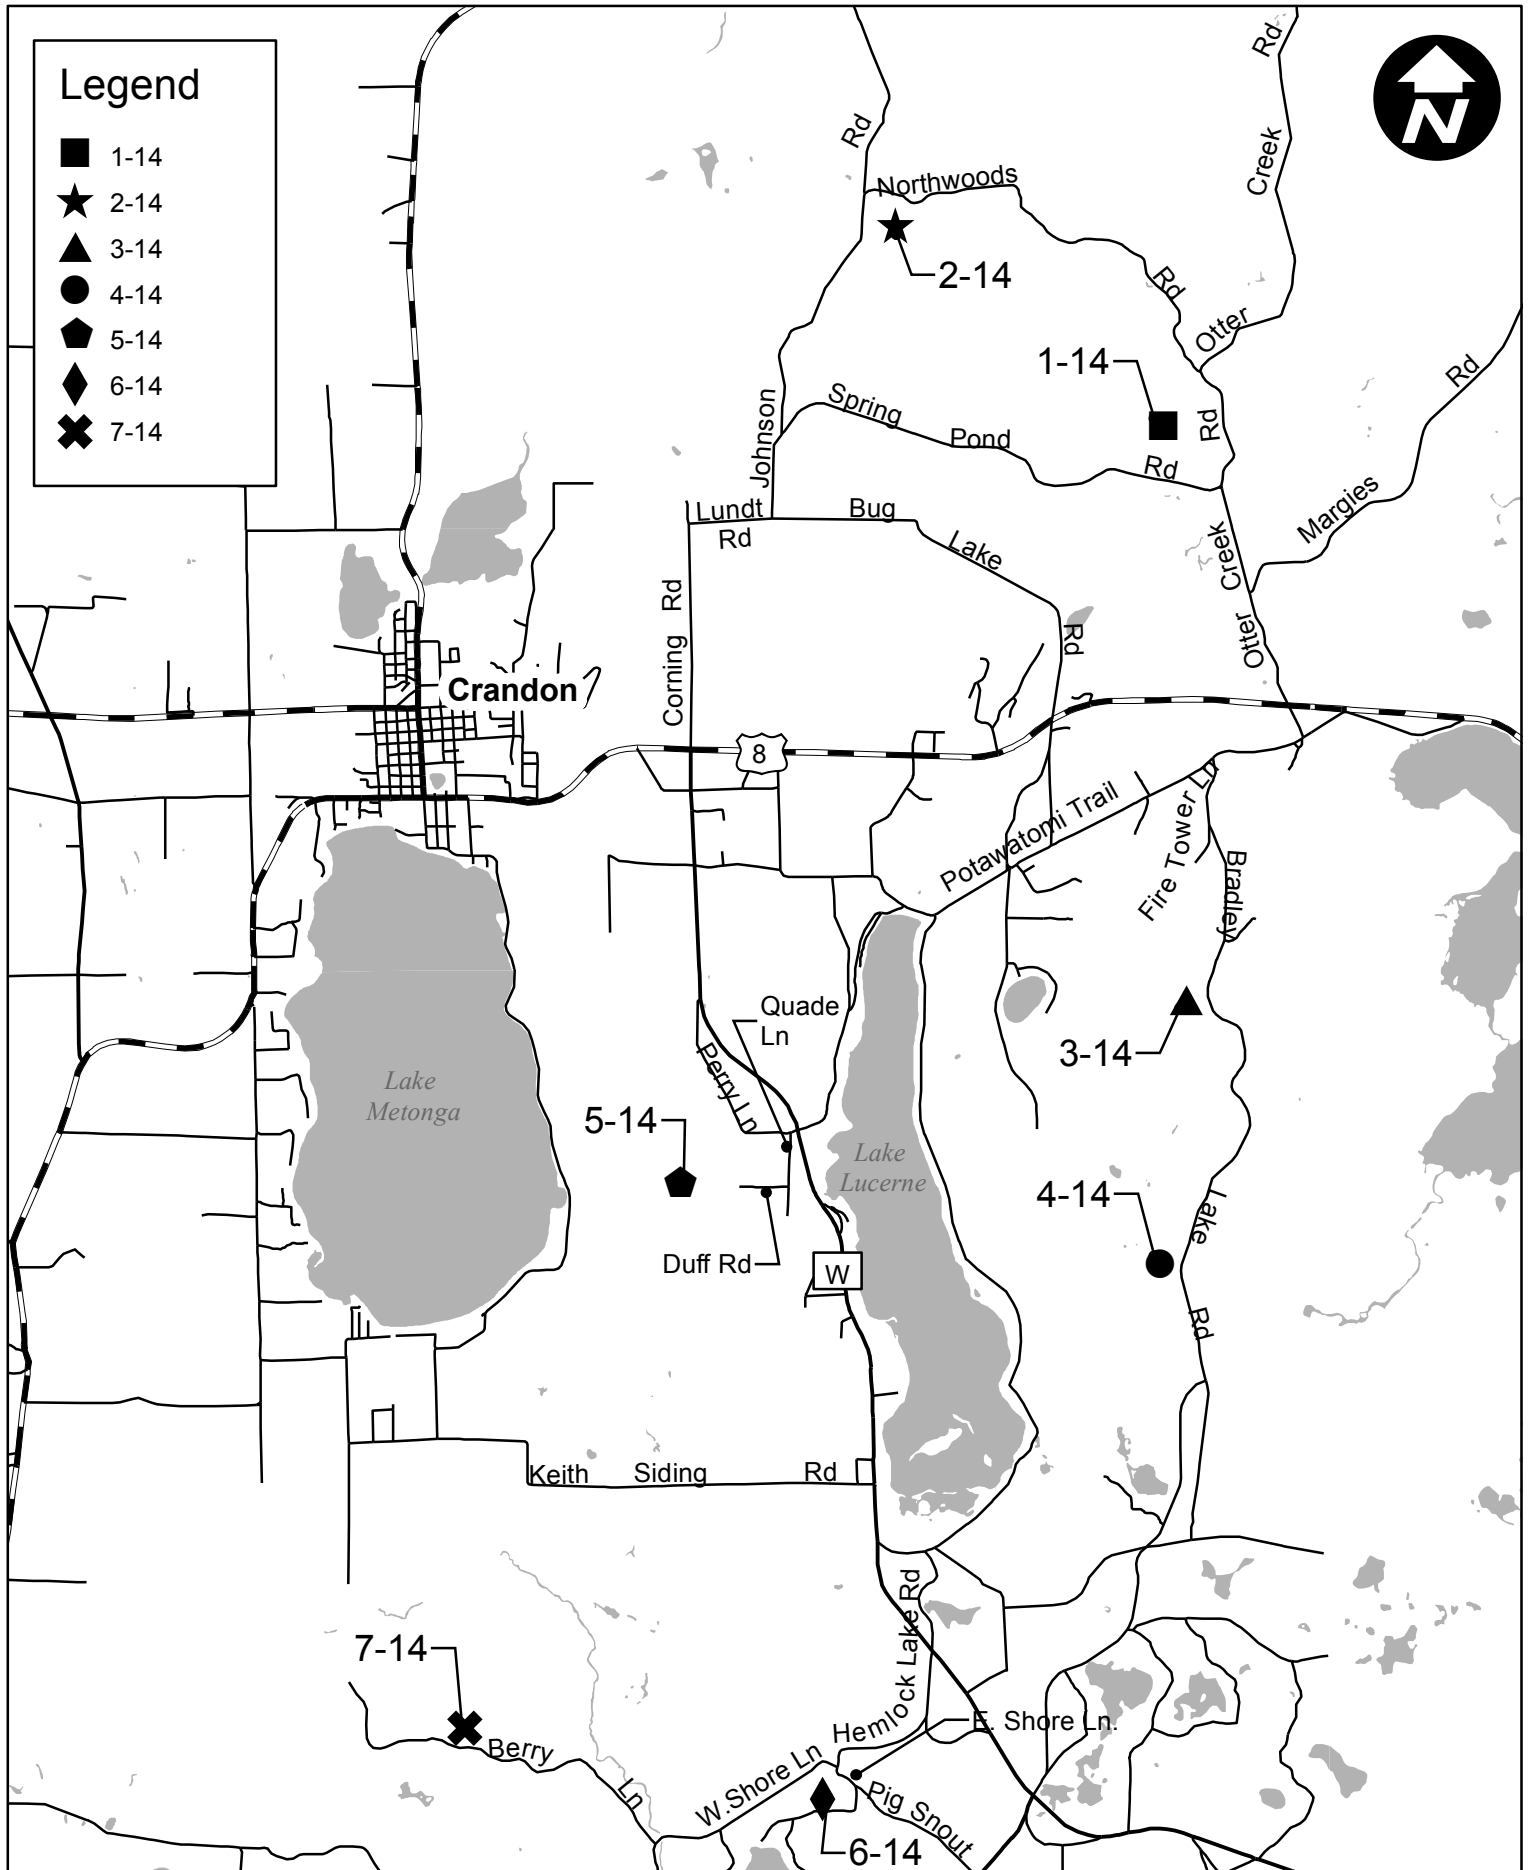 Legend
1-14
2-14
3-14
4-14
5-14
6-14
7-14
N
Rd
Creek
Rd
Northwoods
2-14
Rd
Otter
1-14
Rd
Johnson
Spring
Pond
Rd
Rd
Margies
Lundt
Rd
Bug
Lake
Rd
Creek
Otter
Corning Rd
Crandon
8
Potawatomi Trail
Fire Tower Ln
Bradley
Quade
Ln
Perry Ln
3-14
Lake
Metonga
5-14
Lake
Lucerne
4-14
Lake
Duff Rd
W
Rd
Keith Siding Rd
Hemlock Lake Rd
7-14
Berry
Ln
E. Shore Ln.
W.Shore Ln
Pig Snout
6-14